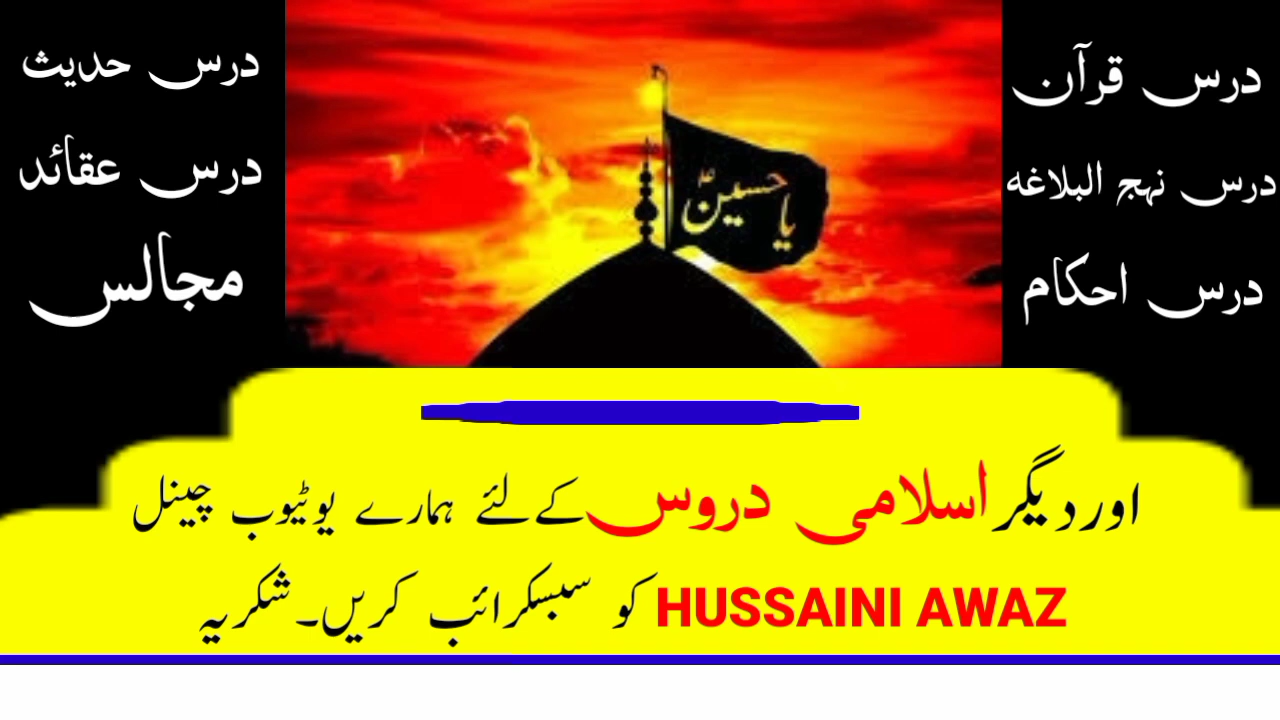 درس قرآن
درس نہج البلاغہ
درس احکام
یا حسینؑ
درس حدیث
درس عقائد
مجالس
اور دیگر اسلامی دروس کے لئے ہمارے یوٹیوب چینل
HUSSAINI AWAZ کو سبسکرائب کریں۔ شکریہ